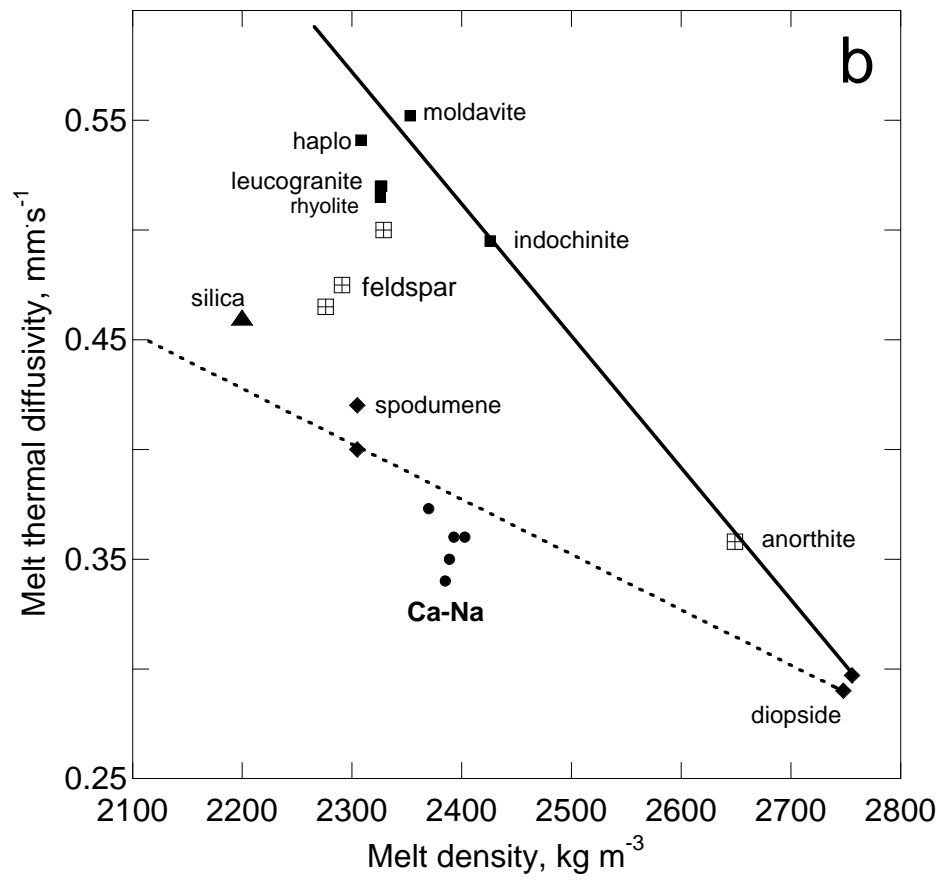 b
0.55
0.45
0.35
0.25
Melt thermal diffusivity, mm·s⁻¹
moldavite
haplo
leucogranite
rhyolite
indochinite
feldspar
silica
spodumene
anorthite
Ca-Na
diopside
2100 2200 2300 2400 2500 2600 2700 2800
Melt density, kg m⁻³